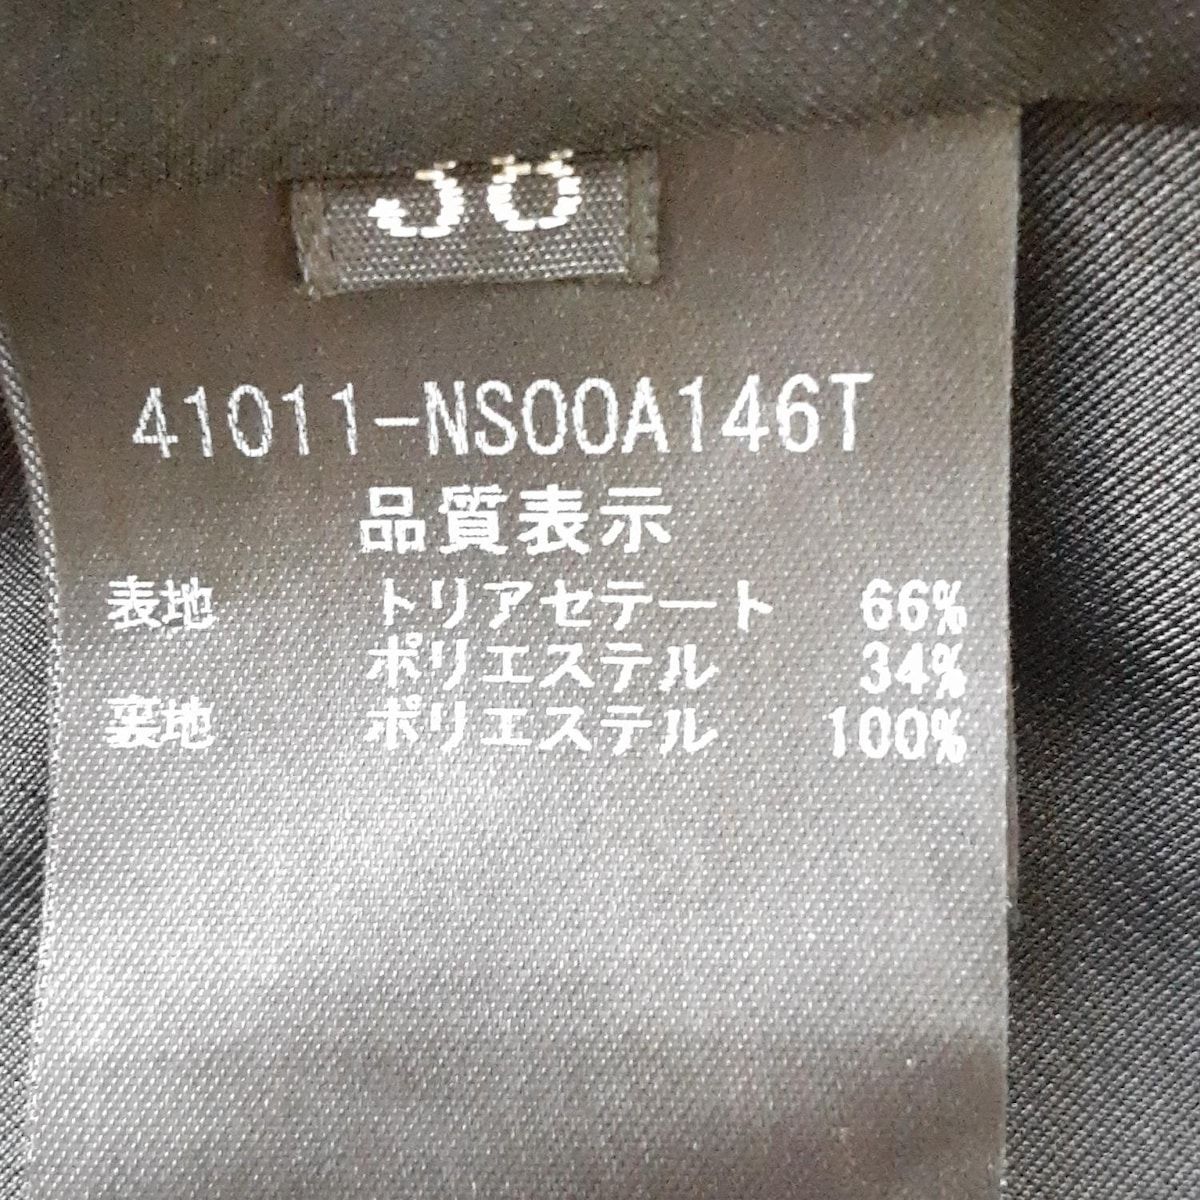 38
41011-NS00A146T
品質表示
表地 トリアセテート 66%
ポリエステル 34%
裏地 ポリエステル 100%